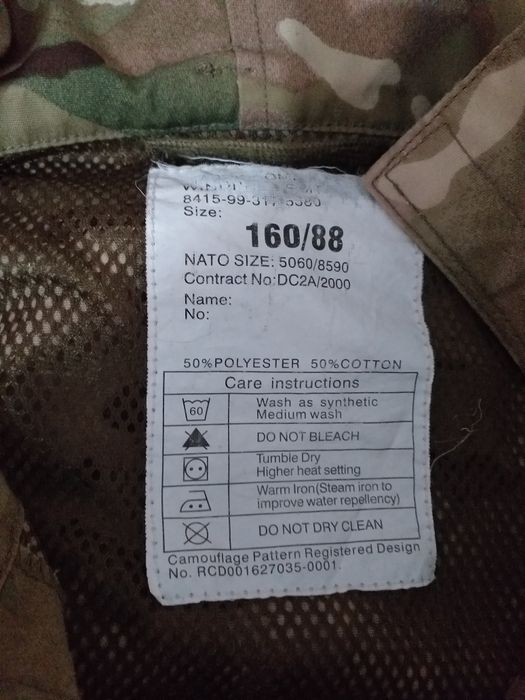 Size:
160/88
NATO SIZE: 5060/8590
Contract No:DC2A/2000
Name:
No:
50%POLYESTER 50%COTTON
Care instructions
60
Wash as synthetic
Medium wash
DO NOT BLEACH
Tumble Dry
Higher heat setting
Warm Iron(Steam iron to
improve water repellency)
DO NOT DRY CLEAN
Camouflage Pattern Registered Design
No. RCD001627035-0001.